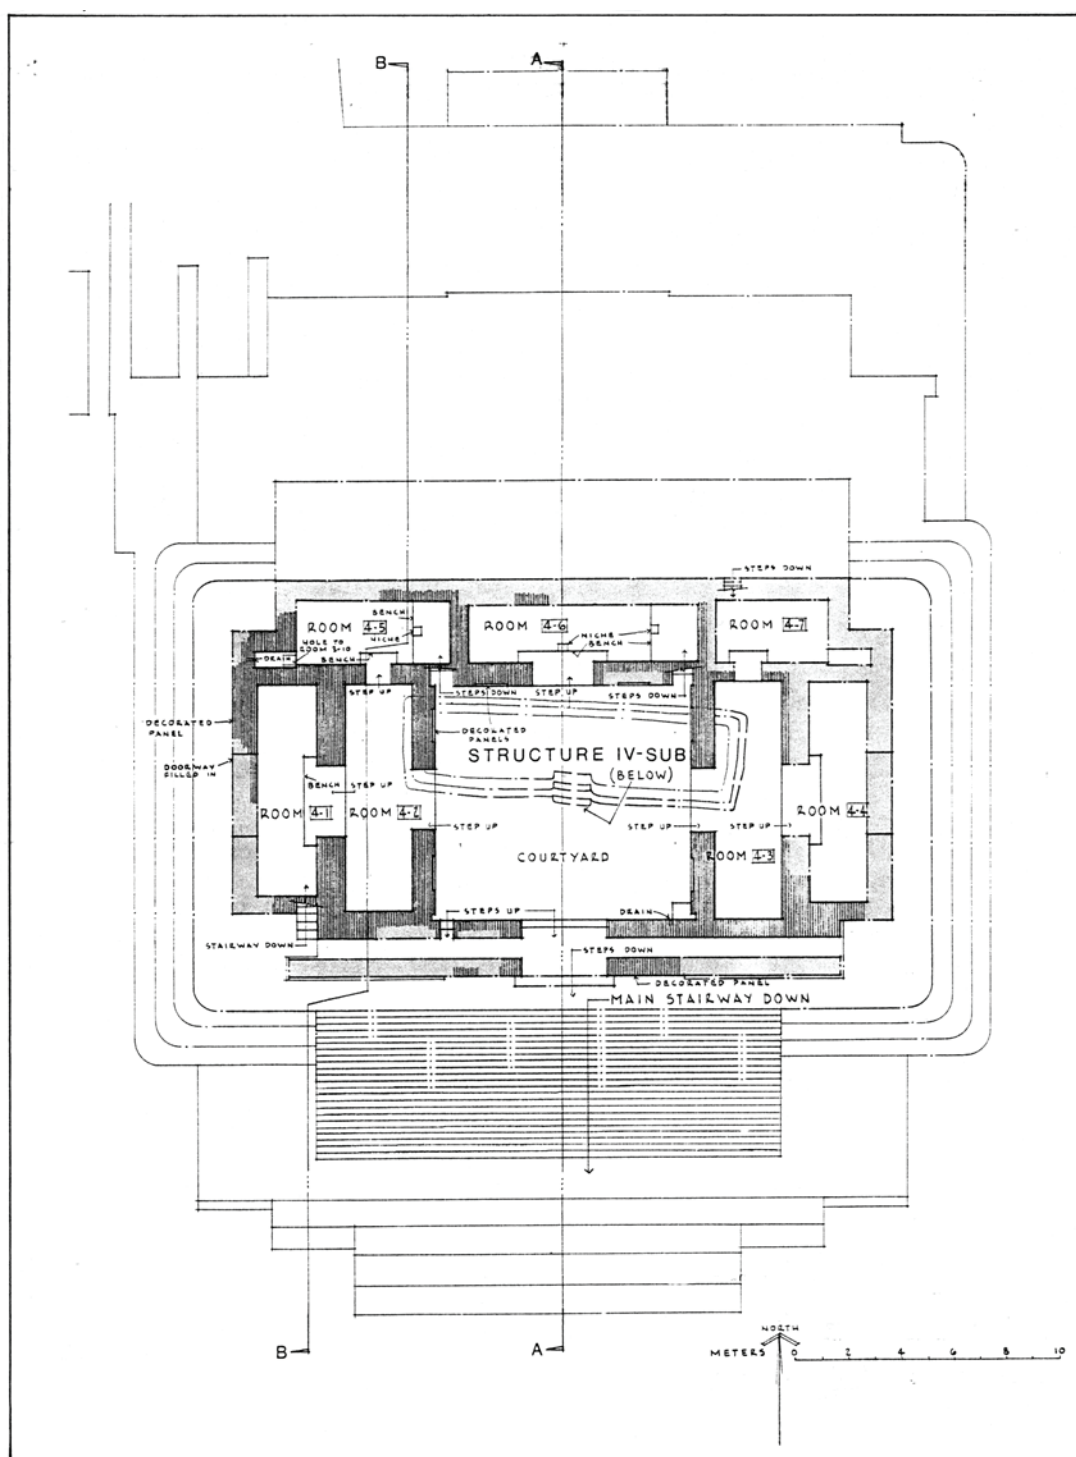 B
A
STEPS DOWN
BENCH
ROOM 4-5
NICHE
HOLE TO
ROOM 3-10
BENCH
DRAIN
ROOM 4-6
NICHE
BENCH
ROOM 4-7
STEP UP
STEPS DOWN
STEP UP
STEPS DOWN
DECORATED
PANEL
DECORATED
PANELS
STRUCTURE IV-SUB
(BELOW)
DOORWAY
FILLED IN
BENCH
STEP UP
ROOM 4-1
ROOM 4-2
STEP UP
STEP UP
STEP UP
ROOM 4-4
COURTYARD
ROOM 4-3
STEPS UP
DRAIN
STAIRWAY DOWN
STEPS DOWN
DECORATED PANEL
MAIN STAIRWAY DOWN
NORTH
METERS 0 2 4 6 8 10
B
A